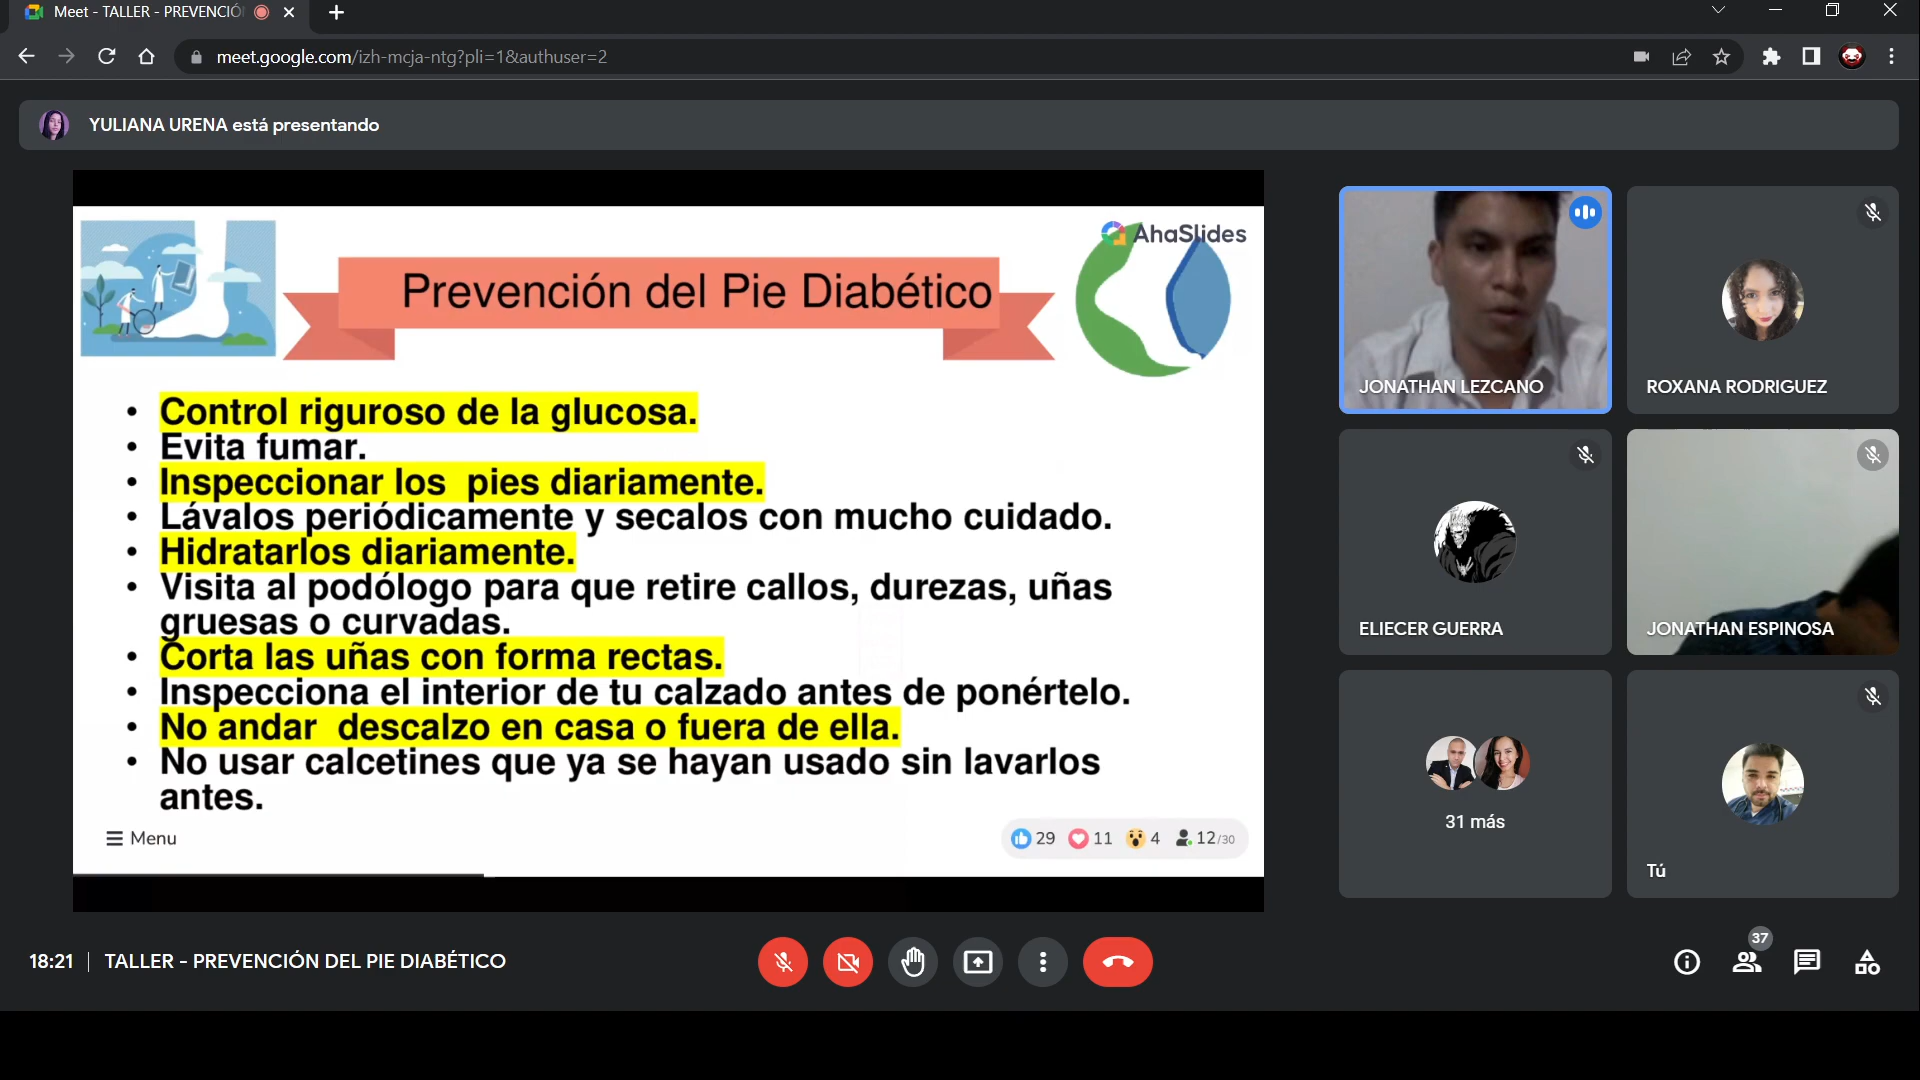 Meet - TALLER - PREVENCIÓ
meet.google.com/izh-mcja-ntg?pli=1&authuser=2
YULIANA URENA está presentando
AhaSlides
Prevención del Pie Diabético
• Control riguroso de la glucosa.
• Evita fumar.
• Inspeccionar los pies diariamente.
• Lávalos periódicamente y secalos con mucho cuidado.
• Hidratarlos diariamente.
• Visita al podólogo para que retire callos, durezas, uñas
gruesas o curvadas.
• Corta las uñas con forma rectas.
• Inspecciona el interior de tu calzado antes de ponértelo.
• No andar descalzo en casa o fuera de ella.
• No usar calcetines que ya se hayan usado sin lavarlos
antes.
Menu
29 11 4 12/30
JONATHAN LEZCANO
ROXANA RODRIGUEZ
ELIECER GUERRA
JONATHAN ESPINOSA
31 más
Tú
18:21 | TALLER - PREVENCIÓN DEL PIE DIABÉTICO
37